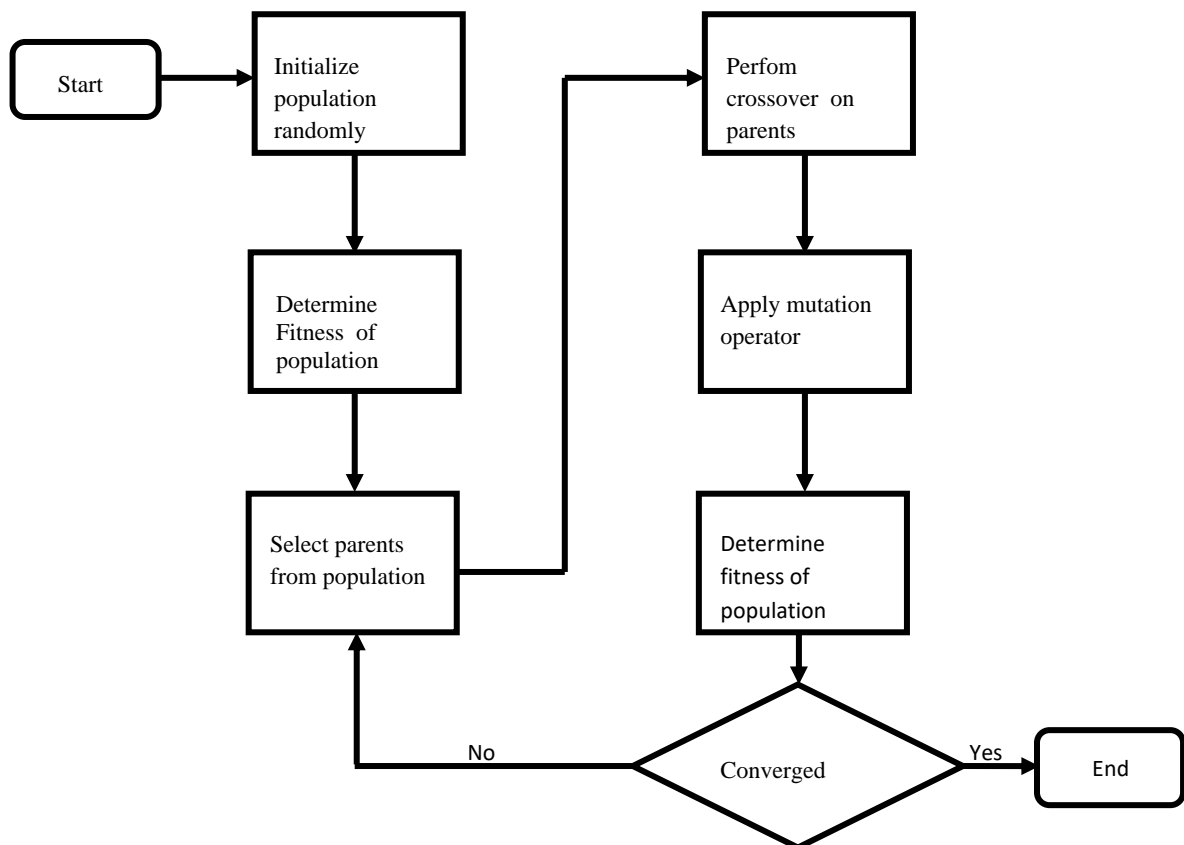 Start
Initialize
population
randomly
Determine
Fitness of
population
Select parents
from population
Perfom
crossover on
parents
Apply mutation
operator
Determine
fitness of
population
Converged
No
Yes
End